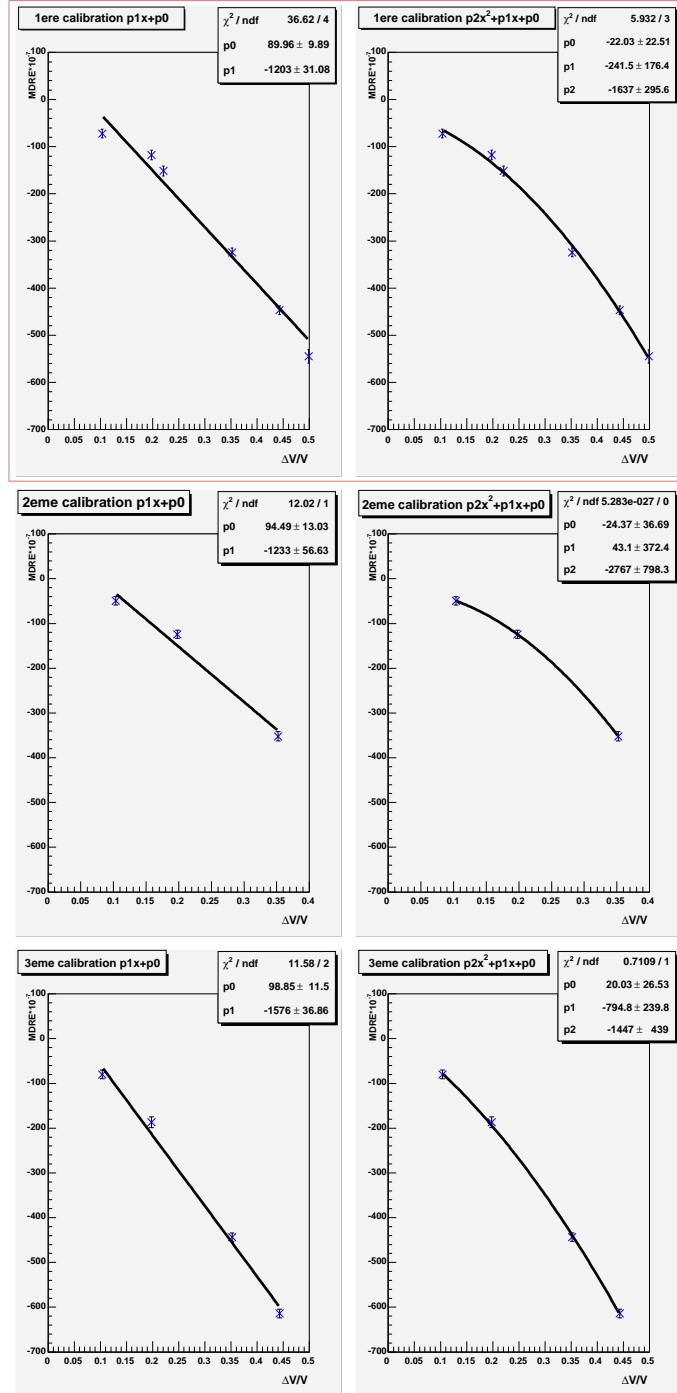 1ere calibration p1x+p0
χ² / ndf 36.62 / 4
p0 89.96 ± 9.89
p1 -1203 ± 31.08
MDRE*10⁻⁷
100
0
-100
-200
-300
-400
-500
-600
-700
0 0.05 0.1 0.15 0.2 0.25 0.3 0.35 0.4 0.45 0.5
ΔV/V
1ere calibration p2x²+p1x+p0
χ² / ndf 5.932 / 3
p0 -22.03 ± 22.51
p1 -241.5 ± 176.4
p2 -1637 ± 295.6
MDRE*10⁻⁷
100
0
-100
-200
-300
-400
-500
-600
-700
0 0.05 0.1 0.15 0.2 0.25 0.3 0.35 0.4 0.45 0.5
ΔV/V
2eme calibration p1x+p0
χ² / ndf 12.02 / 1
p0 94.49 ± 13.03
p1 -1233 ± 56.63
MDRE*10⁻⁷
100
0
-100
-200
-300
-400
-500
-600
-700
0 0.05 0.1 0.15 0.2 0.25 0.3 0.35 0.4
ΔV/V
2eme calibration p2x²+p1x+p0
χ² / ndf 5.283e-027 / 0
p0 -24.37 ± 36.69
p1 43.1 ± 372.4
p2 -2767 ± 798.3
MDRE*10⁻⁷
100
0
-100
-200
-300
-400
-500
-600
-700
0 0.05 0.1 0.15 0.2 0.25 0.3 0.35 0.4
ΔV/V
3eme calibration p1x+p0
χ² / ndf 11.58 / 2
p0 98.85 ± 11.5
p1 -1576 ± 36.86
MDRE*10⁻⁷
100
0
-100
-200
-300
-400
-500
-600
-700
0 0.05 0.1 0.15 0.2 0.25 0.3 0.35 0.4 0.45 0.5
ΔV/V
3eme calibration p2x²+p1x+p0
χ² / ndf 0.7109 / 1
p0 20.03 ± 26.53
p1 -794.8 ± 239.8
p2 -1447 ± 439
MDRE*10⁻⁷
100
0
-100
-200
-300
-400
-500
-600
-700
0 0.05 0.1 0.15 0.2 0.25 0.3 0.35 0.4 0.45 0.5
ΔV/V